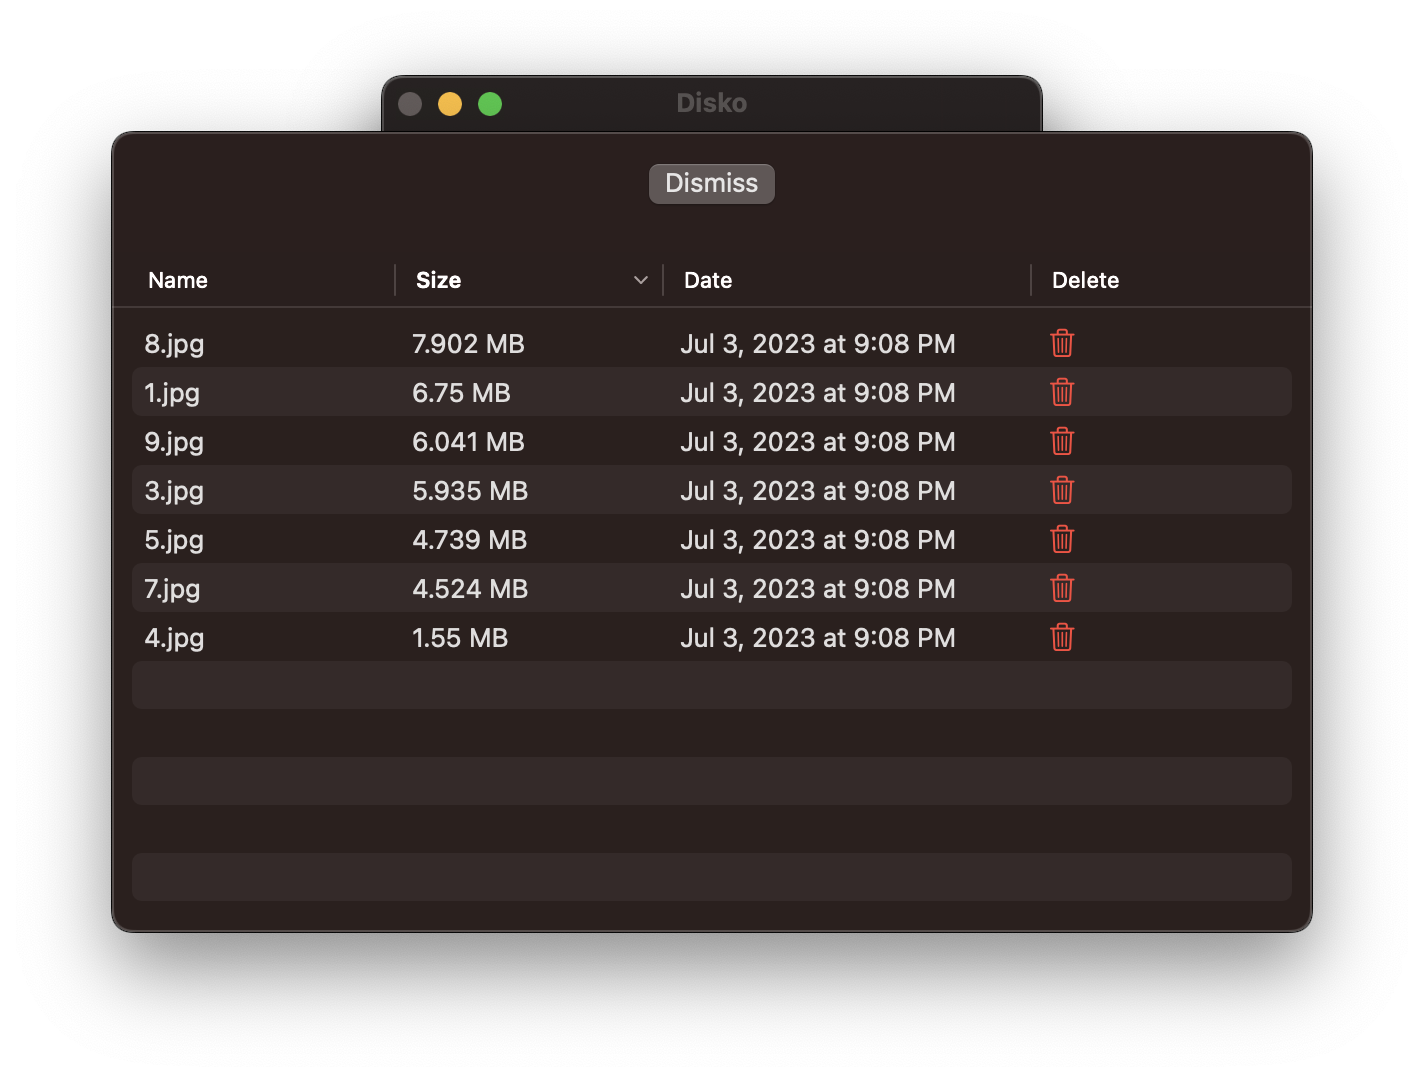 Disko
Dismiss
Name Size Date Delete
8.jpg 7.902 MB Jul 3, 2023 at 9:08 PM
1.jpg 6.75 MB Jul 3, 2023 at 9:08 PM
9.jpg 6.041 MB Jul 3, 2023 at 9:08 PM
3.jpg 5.935 MB Jul 3, 2023 at 9:08 PM
5.jpg 4.739 MB Jul 3, 2023 at 9:08 PM
7.jpg 4.524 MB Jul 3, 2023 at 9:08 PM
4.jpg 1.55 MB Jul 3, 2023 at 9:08 PM